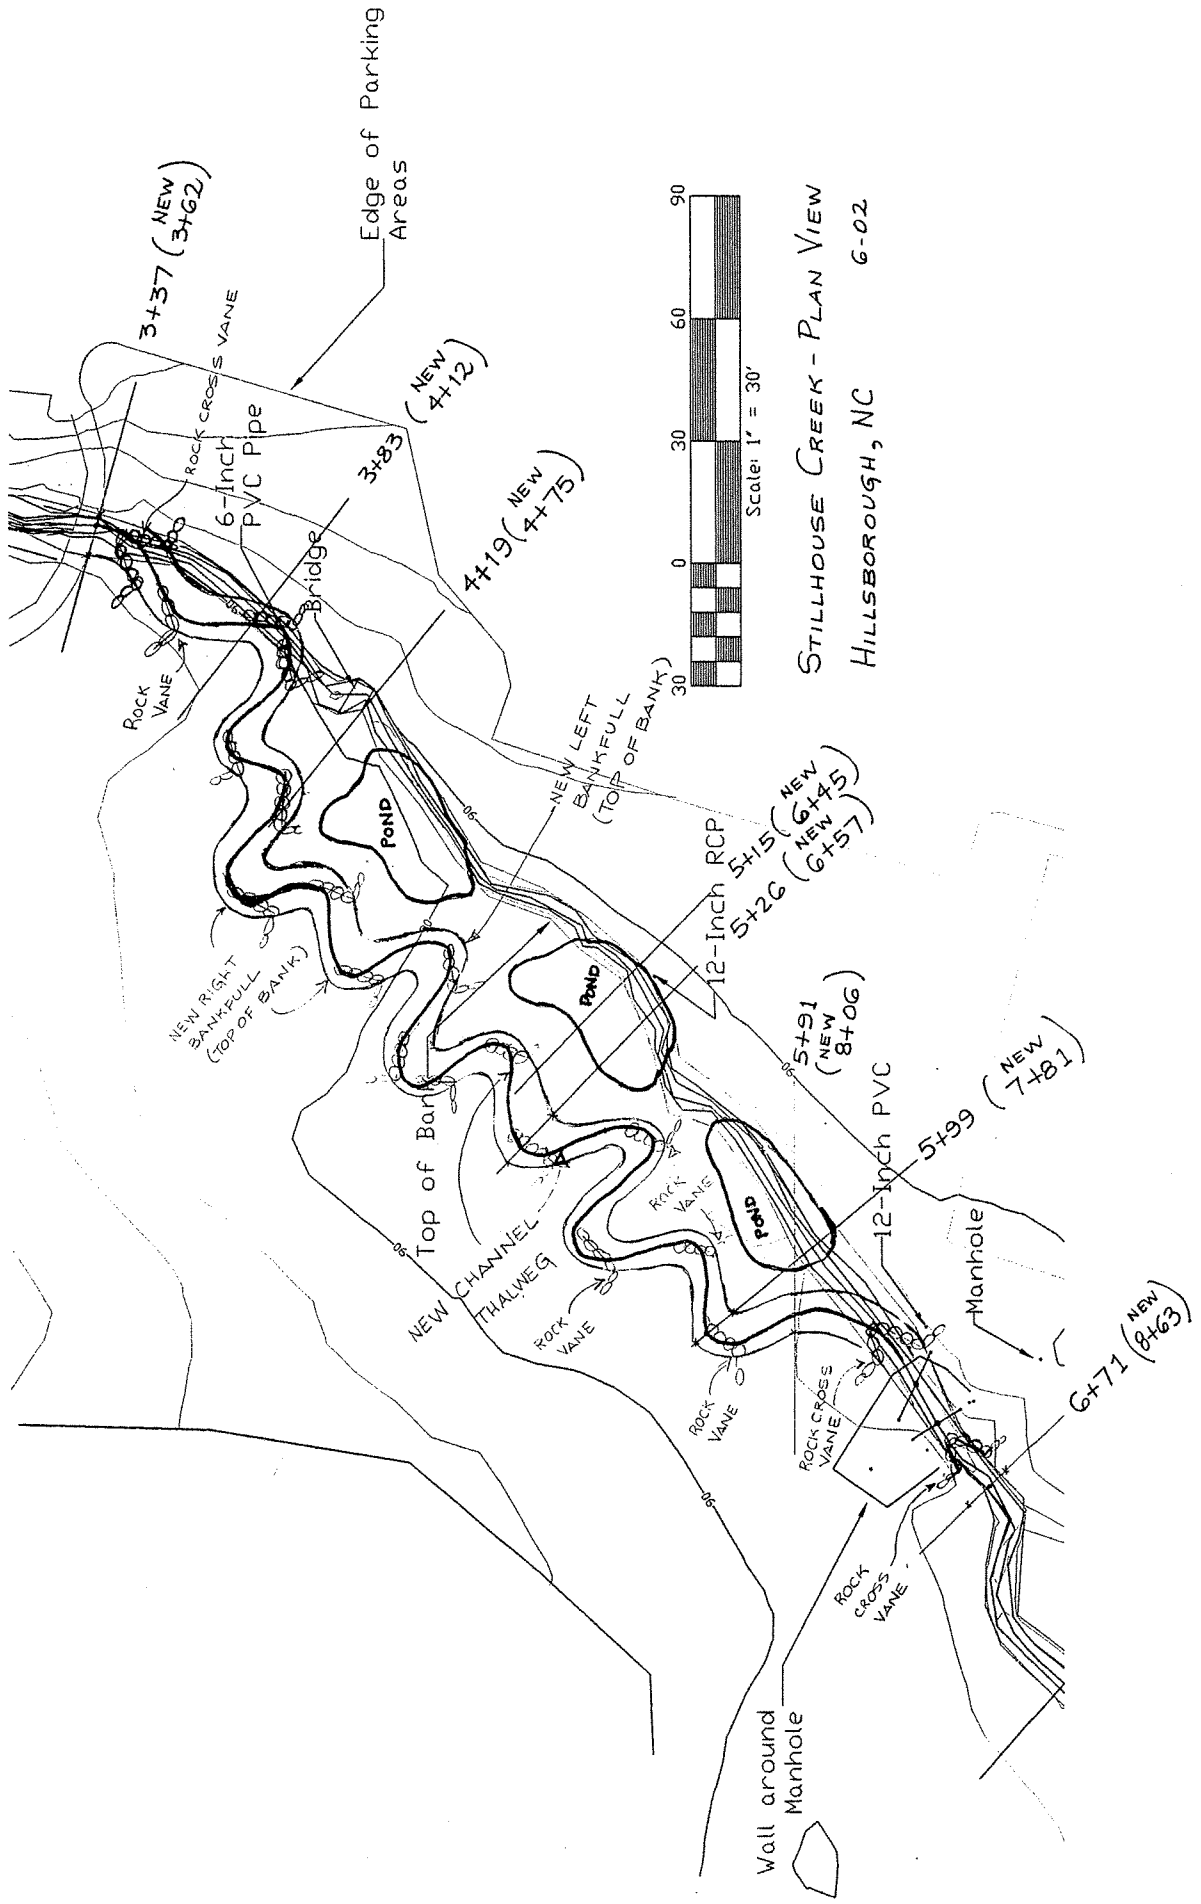 3+37 (NEW
3+62)
Edge of Parking
Areas
ROCK CROSS VANE
6-Inch
PVC Pipe
3+83 (NEW
4+12)
Bridge
4+19 (NEW
4+75)
ROCK
VANE
90
POND
NEW LEFT
BANKFULL
(TOP OF BANK)
90
NEW RIGHT
BANKFULL
(TOP OF BANK)
90
POND
5+15 (NEW
6+45)
5+26 (NEW
6+57)
12-Inch RCP
Top of Bank
5+91
(NEW
8+06)
90
NEW CHANNEL
THALWEG
ROCK
VANE
POND
5+99 (NEW
7+81)
12-Inch PVC
90
ROCK
VANE
Manhole
ROCK
VANE
ROCK CROSS
VANE
6+71 (NEW
8+63)
90
ROCK
CROSS
VANE
Wall around
Manhole
30 0 30 60 90
Scale: 1" = 30'
STILLHOUSE CREEK - PLAN VIEW
HILLSBOROUGH, NC 6-02